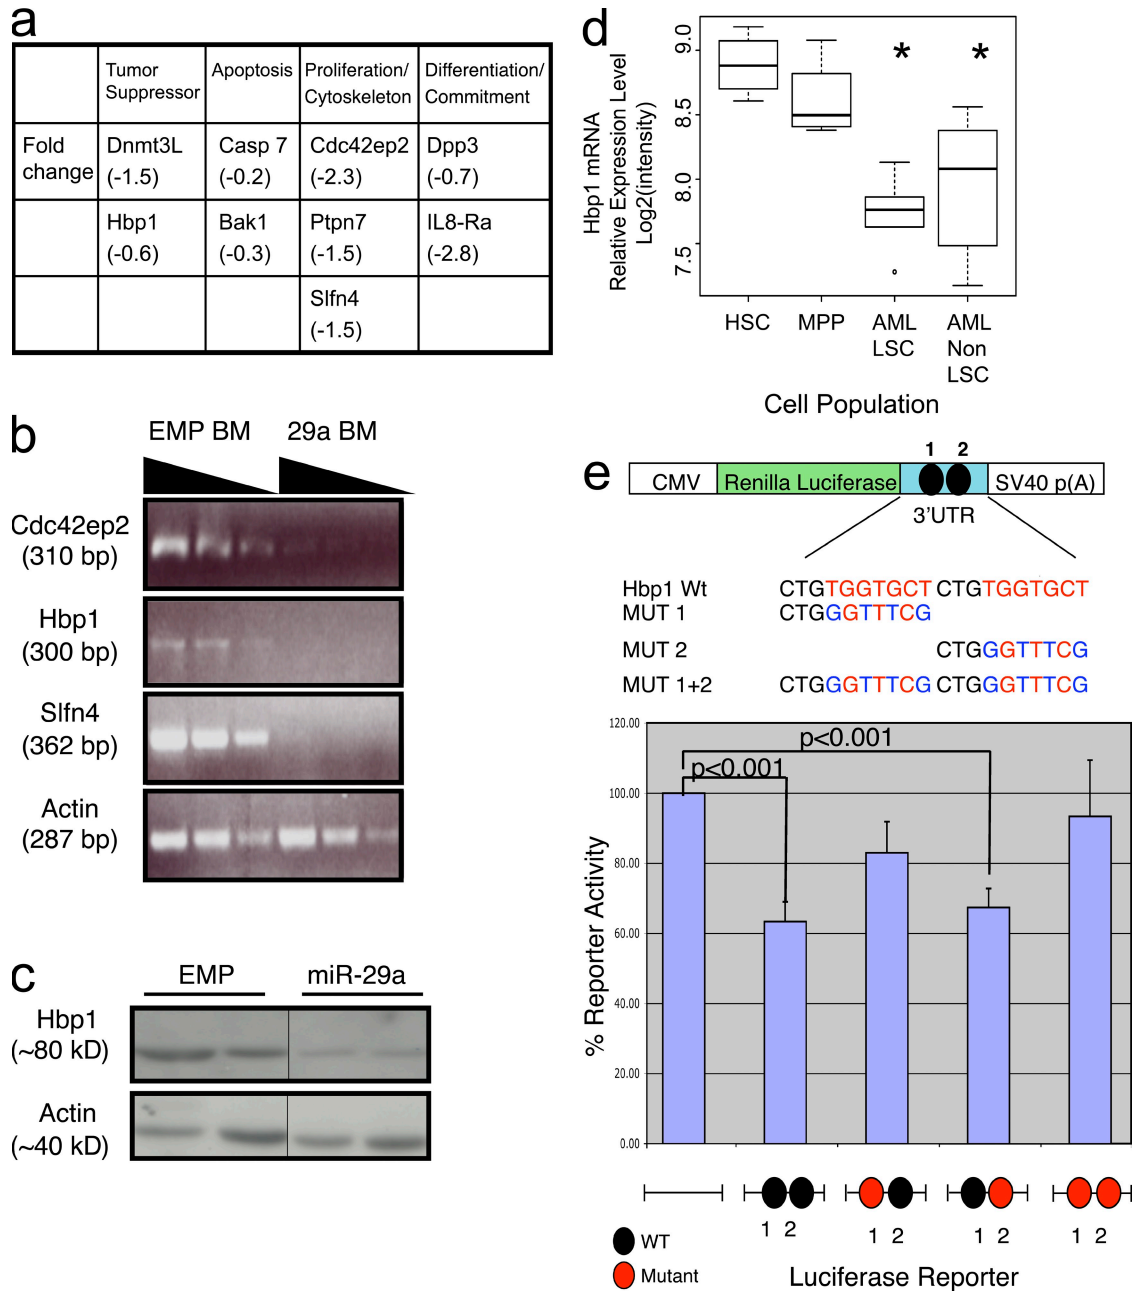 a
Tumor Suppressor
Apoptosis
Proliferation/ Cytoskeleton
Differentiation/ Commitment
Fold change
Dnmt3L (-1.5)
Casp 7 (-0.2)
Cdc42ep2 (-2.3)
Dpp3 (-0.7)
Hbp1 (-0.6)
Bak1 (-0.3)
Ptpn7 (-1.5)
IL8-Ra (-2.8)
Slfn4 (-1.5)
b
EMP BM 29a BM
Cdc42ep2
(310 bp)
Hbp1
(300 bp)
Slfn4
(362 bp)
Actin
(287 bp)
c
EMP miR-29a
Hbp1
(~80 kD)
Actin
(~40 kD)
d
Hbp1 mRNA
Relative Expression Level
Log2(intensity)
9.0
8.5
8.0
7.5
* *
HSC
MPP
AML LSC
AML Non LSC
Cell Population
e
1 2
CMV Renilla Luciferase SV40 p(A)
3'UTR
Hbp1 Wt CTGTGGTGCT CTGTGGTGCT
MUT 1 CTGGGTTTCG
MUT 2 CTGGGTTTCG
MUT 1+2 CTGGGTTTCG CTGGGTTTCG
% Reporter Activity
120.00
100.00
80.00
60.00
40.00
20.00
0.00
p<0.001
p<0.001
1 2
1 2
1 2
1 2
WT
Mutant
Luciferase Reporter